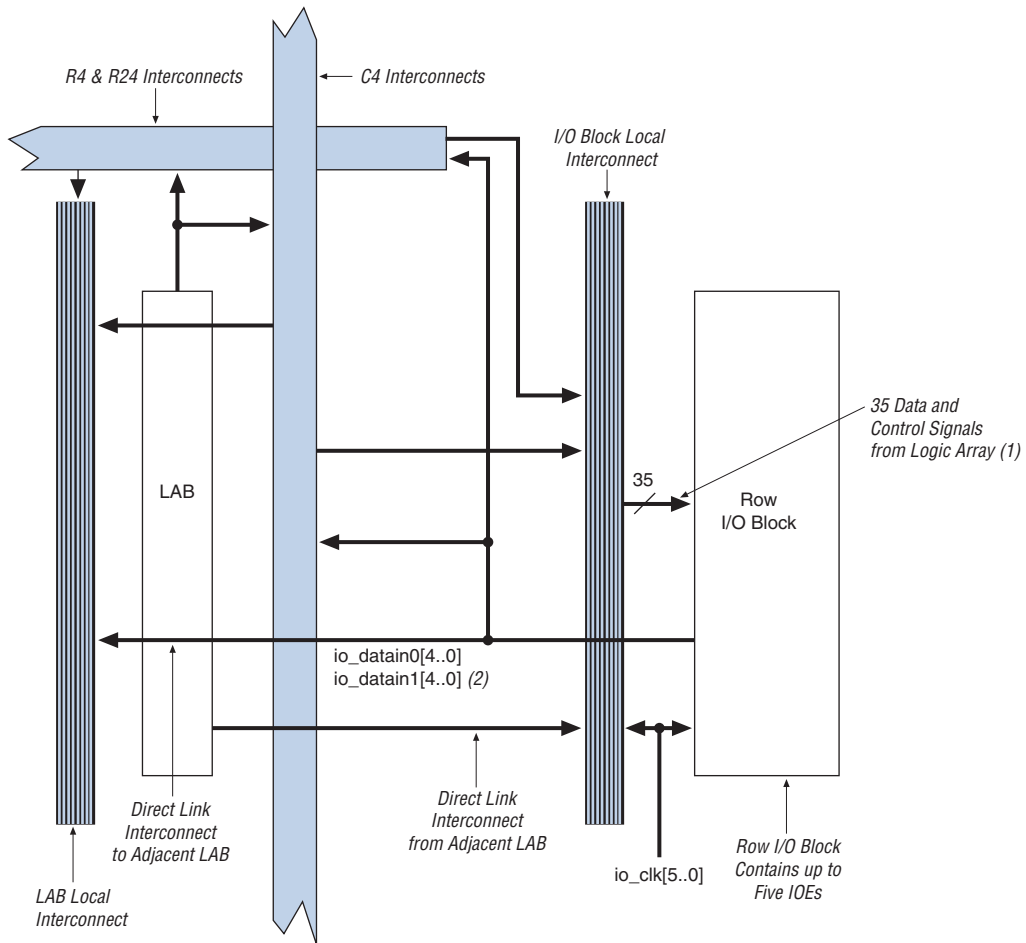 R4 & R24 Interconnects
C4 Interconnects
I/O Block Local
Interconnect
35 Data and
Control Signals
from Logic Array (1)
35
LAB
Row
I/O Block
io_datain0[4..0]
io_datain1[4..0] (2)
Direct Link
Interconnect
to Adjacent LAB
Direct Link
Interconnect
from Adjacent LAB
Row I/O Block
Contains up to
Five IOEs
io_clk[5..0]
LAB Local
Interconnect